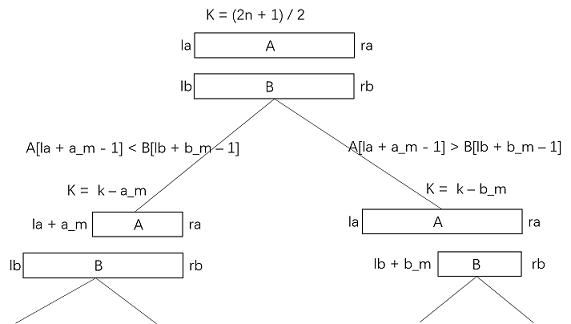 K = (2n + 1) / 2
la A ra
lb B rb
A[la + a_m - 1] < B[lb + b_m – 1]
A[la + a_m - 1] > B[lb + b_m – 1]
K = k – a_m
K = k – b_m
la + a_m A ra
la A ra
lb B rb
lb + b_m B rb